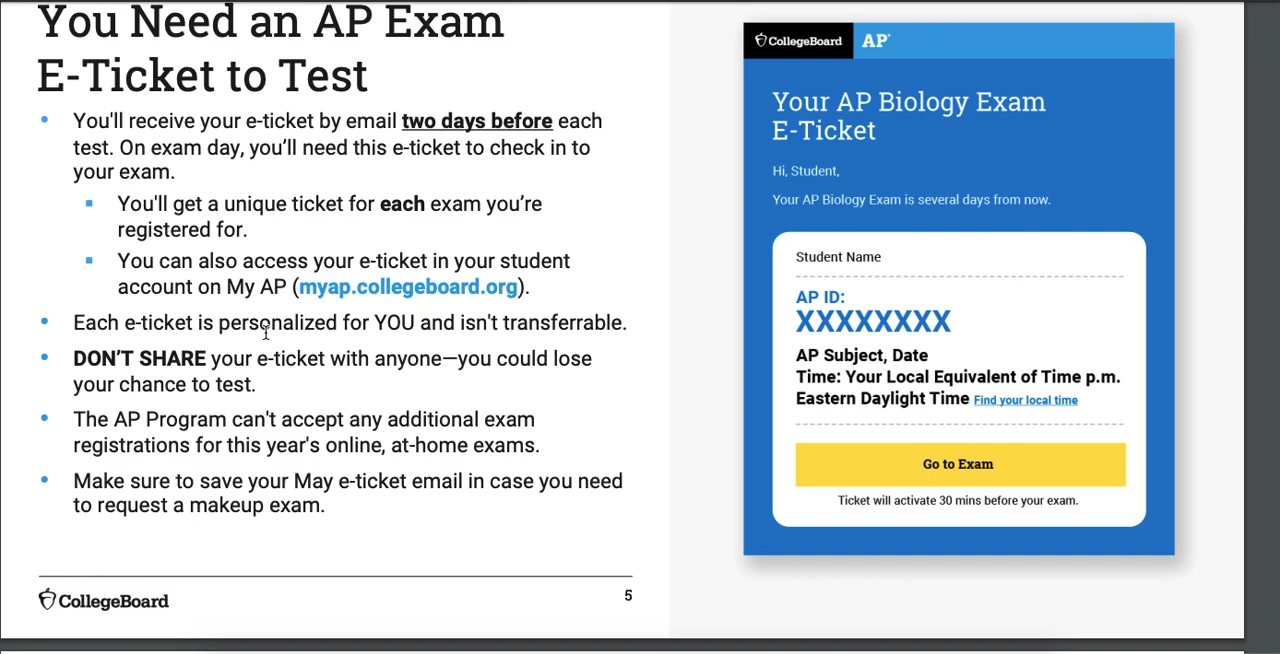 You Need an AP Exam
E-Ticket to Test
You'll receive your e-ticket by email two days before each
test. On exam day, you’ll need this e-ticket to check in to
your exam.
You'll get a unique ticket for each exam you’re
registered for.
You can also access your e-ticket in your student
account on My AP (myap.collegeboard.org).
Each e-ticket is personalized for YOU and isn't transferrable.
DON’T SHARE your e-ticket with anyone—you could lose
your chance to test.
The AP Program can't accept any additional exam
registrations for this year's online, at-home exams.
Make sure to save your May e-ticket email in case you need
to request a makeup exam.
CollegeBoard
5
CollegeBoard AP®
Your AP Biology Exam
E-Ticket
Hi, Student,
Your AP Biology Exam is several days from now.
Student Name
AP ID:
XXXXXXXX
AP Subject, Date
Time: Your Local Equivalent of Time p.m.
Eastern Daylight Time Find your local time
Go to Exam
Ticket will activate 30 mins before your exam.